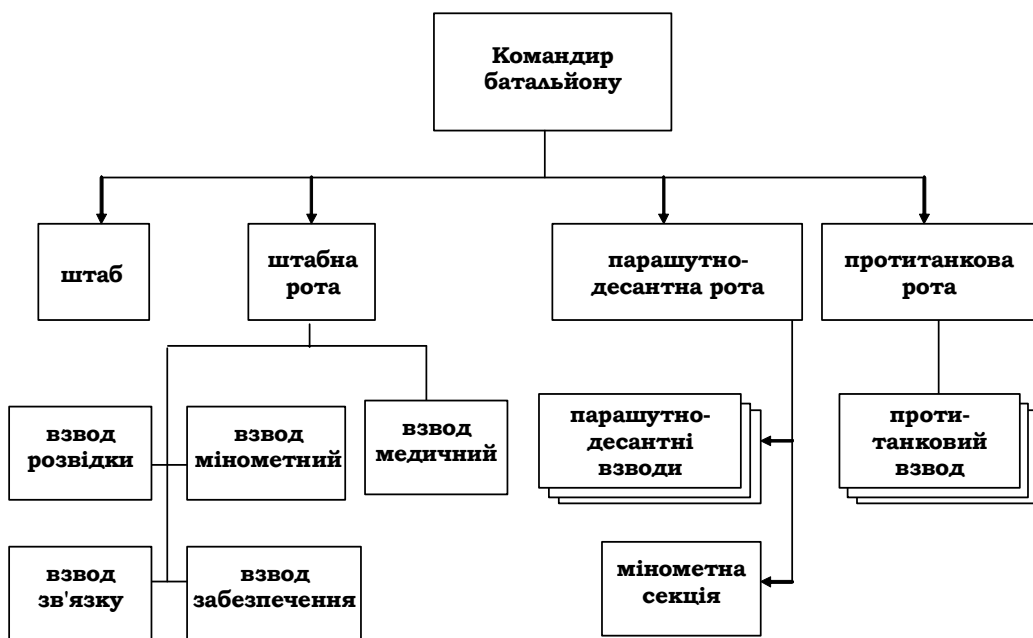 Командир
батальйону
штаб
штабна
рота
парашутно-
десантна рота
протитанкова
рота
взвод
розвідки
взвод
мінометний
взвод
медичний
парашутно-
десантні
взводи
проти-
танковий
взвод
взвод
зв'язку
взвод
забезпечення
мінометна
секція